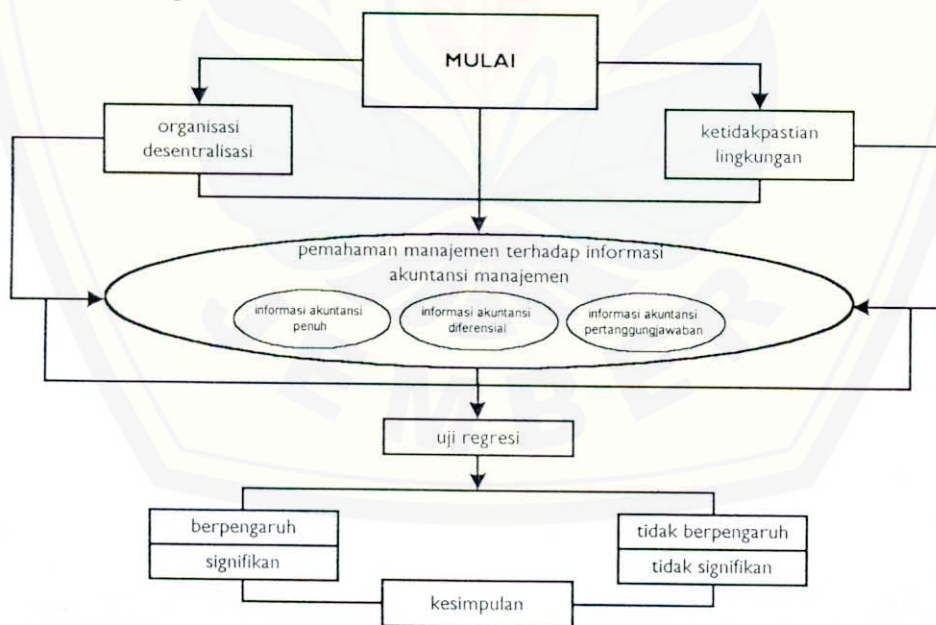 MULAI
organisasi
desentralisasi
ketidakpastian
lingkungan
pemahaman manajemen terhadap informasi
akuntansi manajemen
informasi akuntansi
penuh
informasi akuntansi
diferensial
informasi akuntansi
pertanggungjawaban
uji regresi
berpengaruh
signifikan
tidak berpengaruh
tidak signifikan
kesimpulan